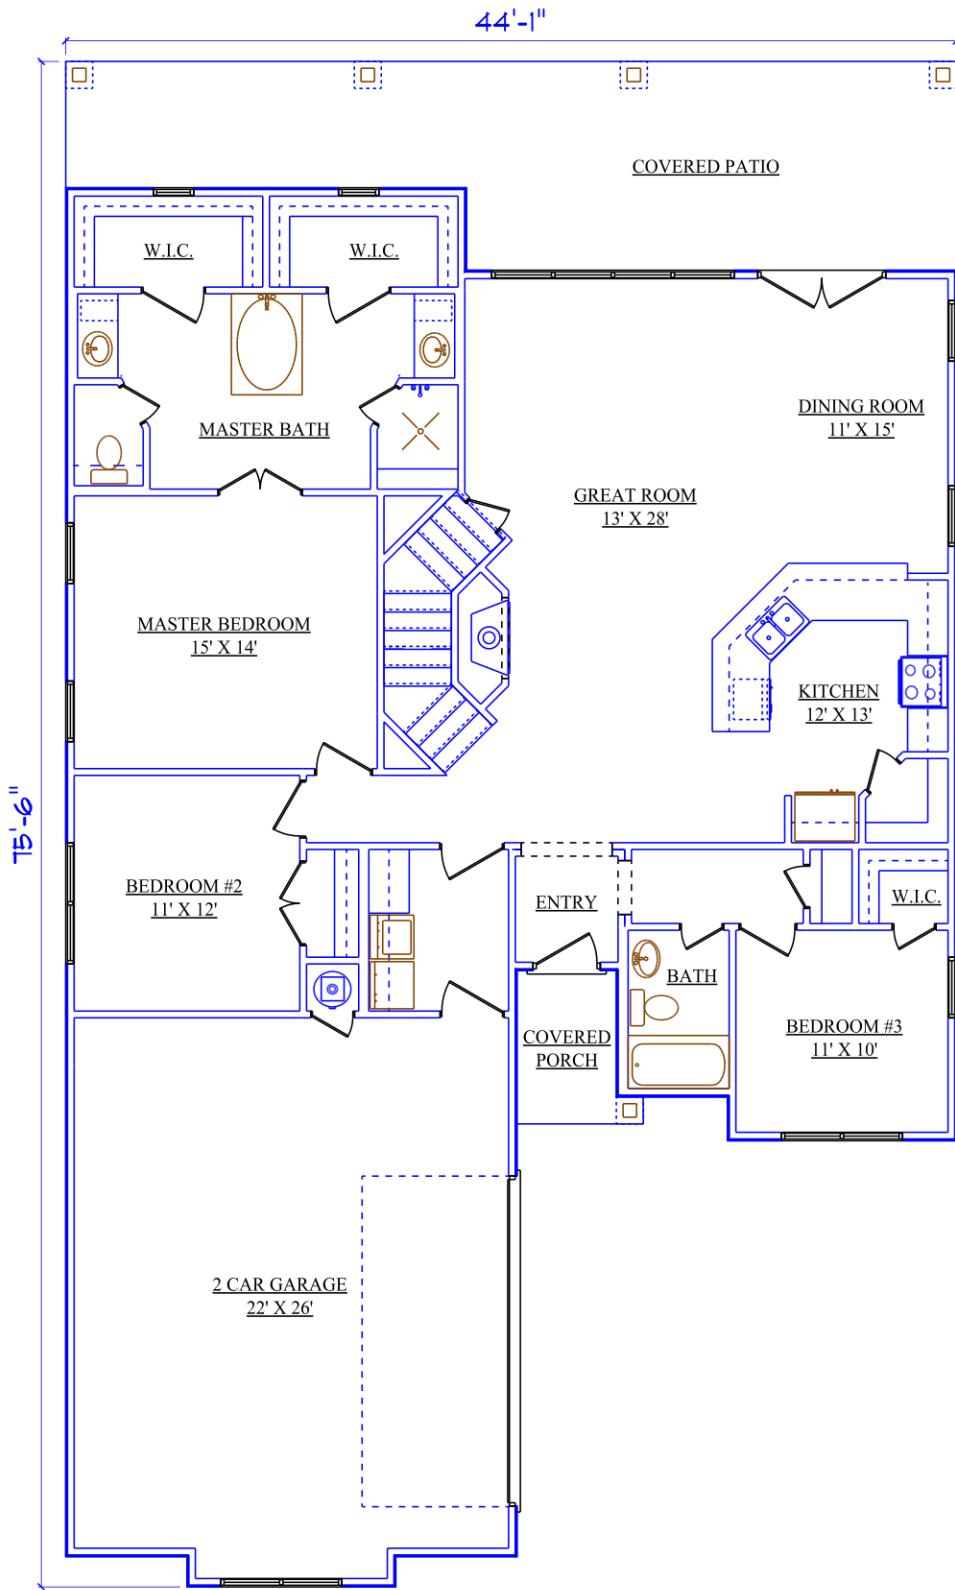 44'-1"
75'-6"
COVERED PATIO
W.I.C.
W.I.C.
MASTER BATH
DINING ROOM
11' X 15'
GREAT ROOM
13' X 28'
MASTER BEDROOM
15' X 14'
KITCHEN
12' X 13'
BEDROOM #2
11' X 12'
ENTRY
W.I.C.
BATH
BEDROOM #3
11' X 10'
COVERED
PORCH
2 CAR GARAGE
22' X 26'